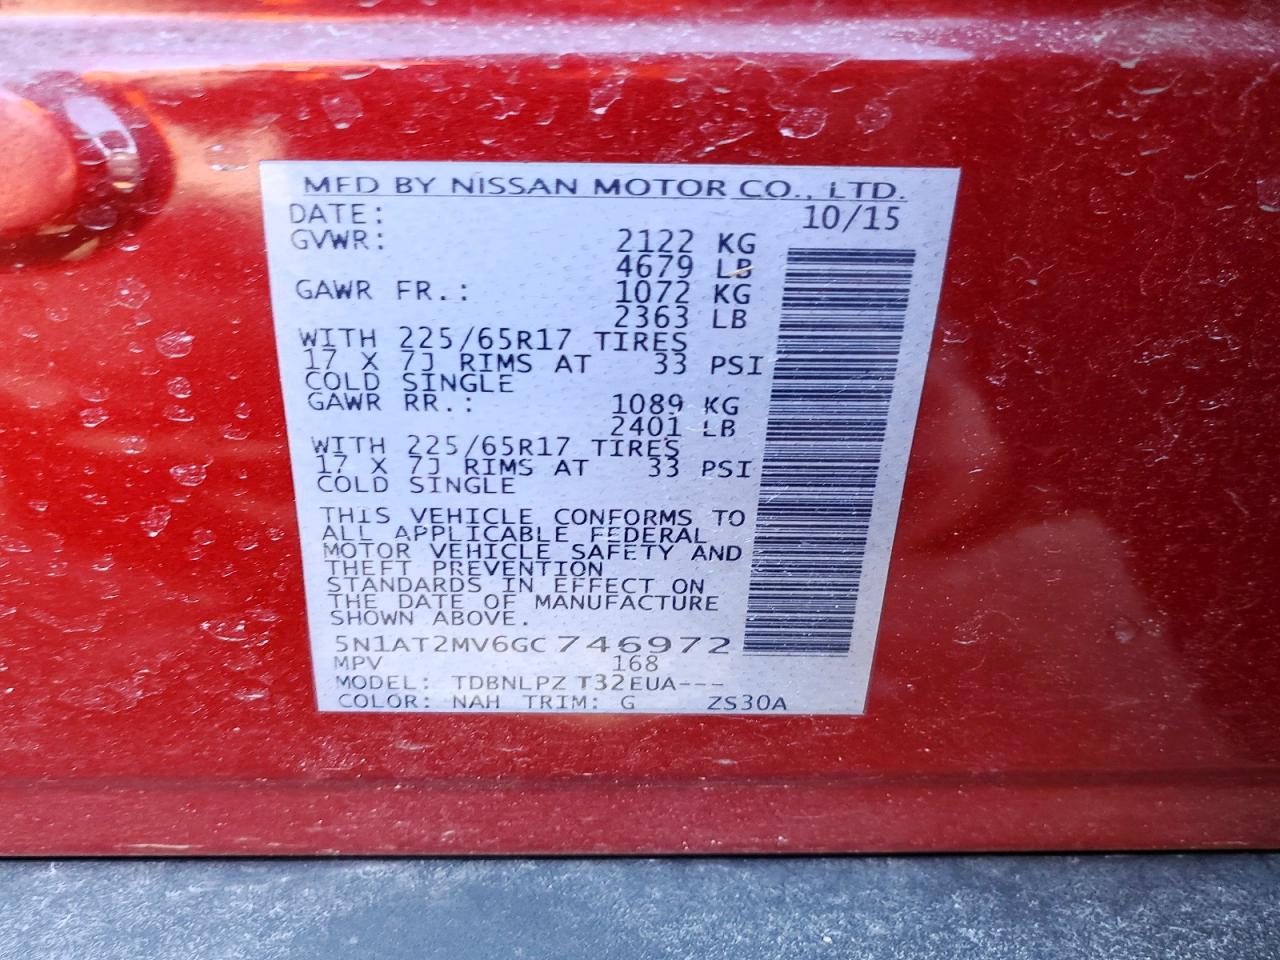 MFD BY NISSAN MOTOR CO., LTD.
DATE: 10/15
GVWR: 2122 KG
4679 LB
GAWR FR.: 1072 KG
2363 LB
WITH 225/65R17 TIRES
17 X 7J RIMS AT 33 PSI
COLD SINGLE
GAWR RR.: 1089 KG
2401 LB
WITH 225/65R17 TIRES
17 X 7J RIMS AT 33 PSI
COLD SINGLE
THIS VEHICLE CONFORMS TO
ALL APPLICABLE FEDERAL
MOTOR VEHICLE SAFETY AND
THEFT PREVENTION
STANDARDS IN EFFECT ON
THE DATE OF MANUFACTURE
SHOWN ABOVE.
5N1AT2MV6GC746972
MPV 168
MODEL: TDBNLPZ T32EUA---
COLOR: NAH TRIM: G ZS30A